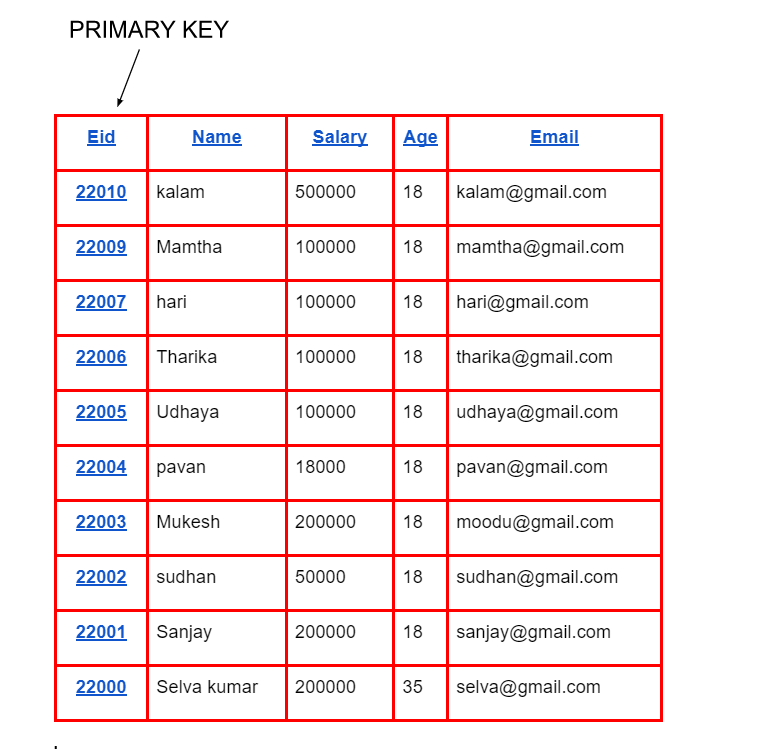 PRIMARY KEY
Eid Name Salary Age Email
22010 kalam 500000 18 kalam@gmail.com
22009 Mamtha 100000 18 mamtha@gmail.com
22007 hari 100000 18 hari@gmail.com
22006 Tharika 100000 18 tharika@gmail.com
22005 Udhaya 100000 18 udhaya@gmail.com
22004 pavan 18000 18 pavan@gmail.com
22003 Mukesh 200000 18 moodu@gmail.com
22002 sudhan 50000 18 sudhan@gmail.com
22001 Sanjay 200000 18 sanjay@gmail.com
22000 Selva kumar 200000 35 selva@gmail.com